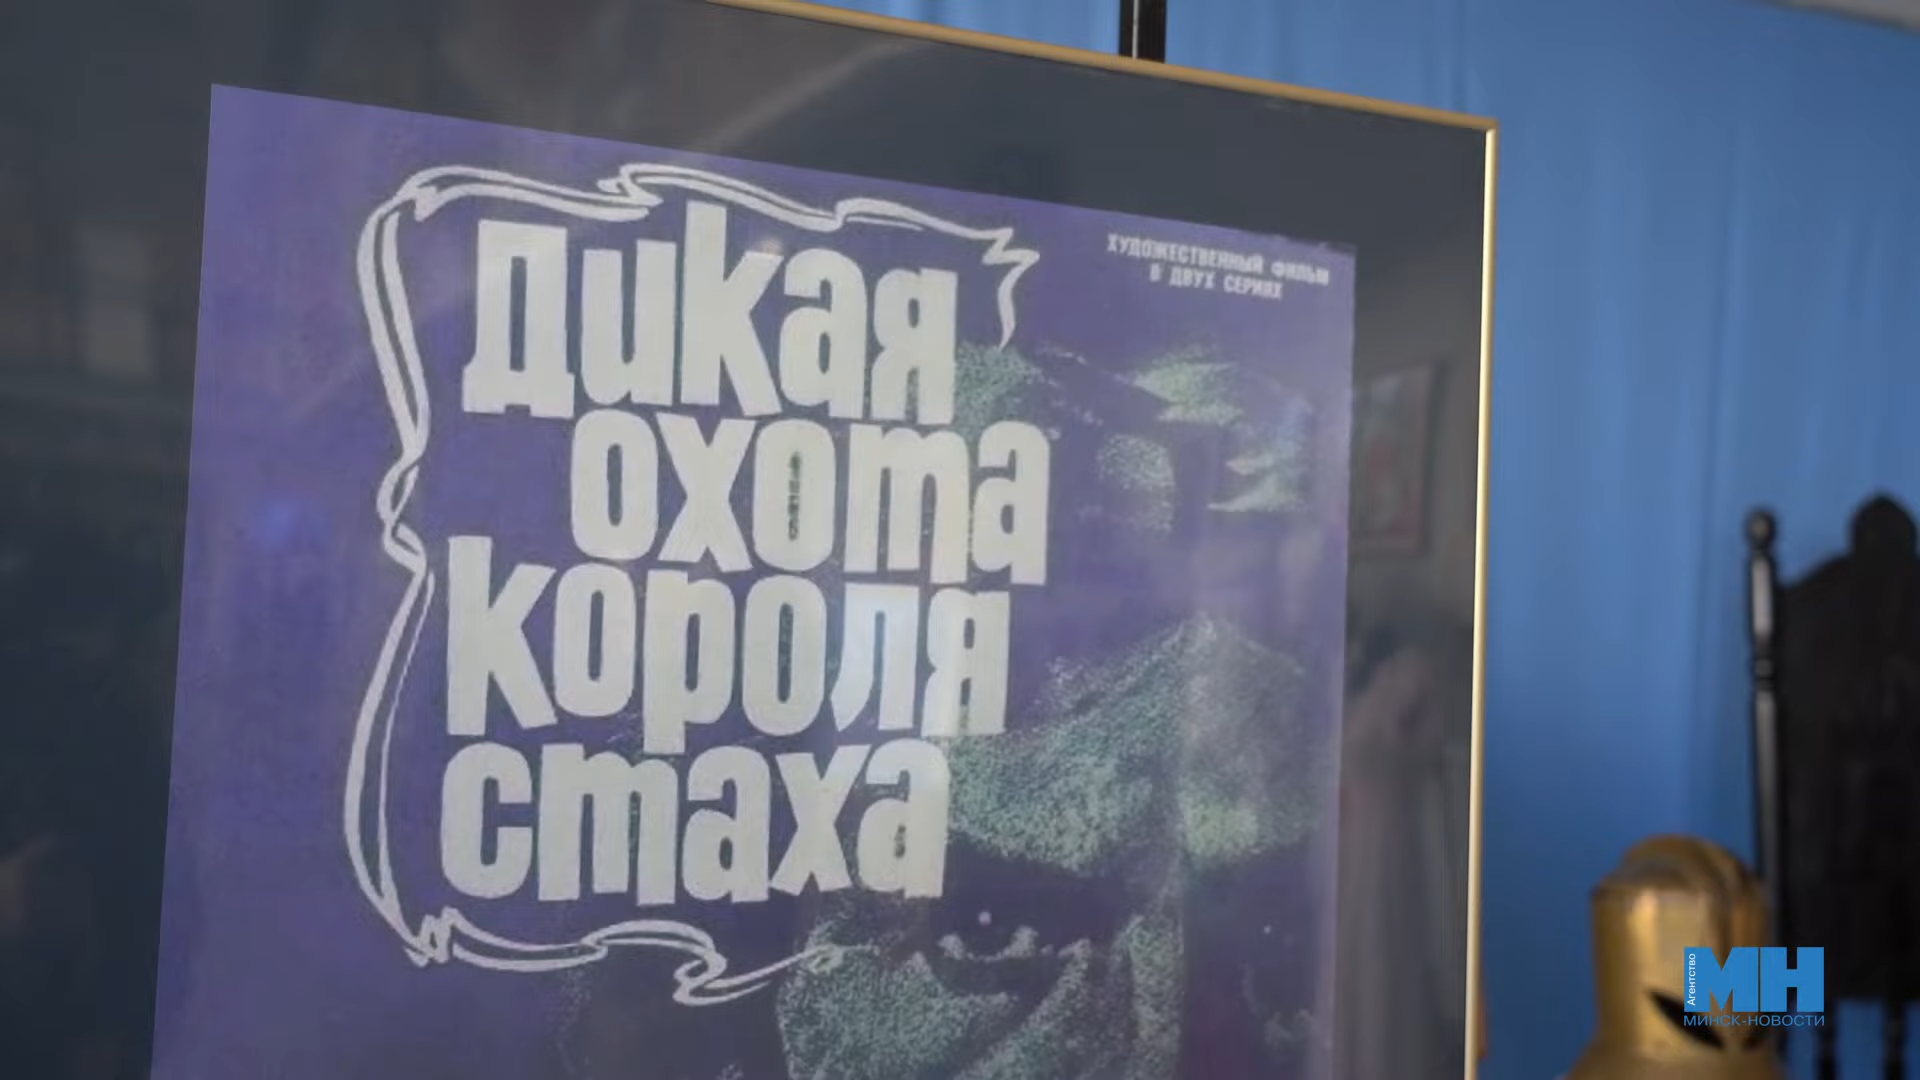 дикая
охота
короля
стаха
ХУДОЖЕСТВЕННЫЙ ФИЛЬМ
В ДВУХ СЕРИЯХ
Агентство
МН
МИНСК-НОВОСТИ